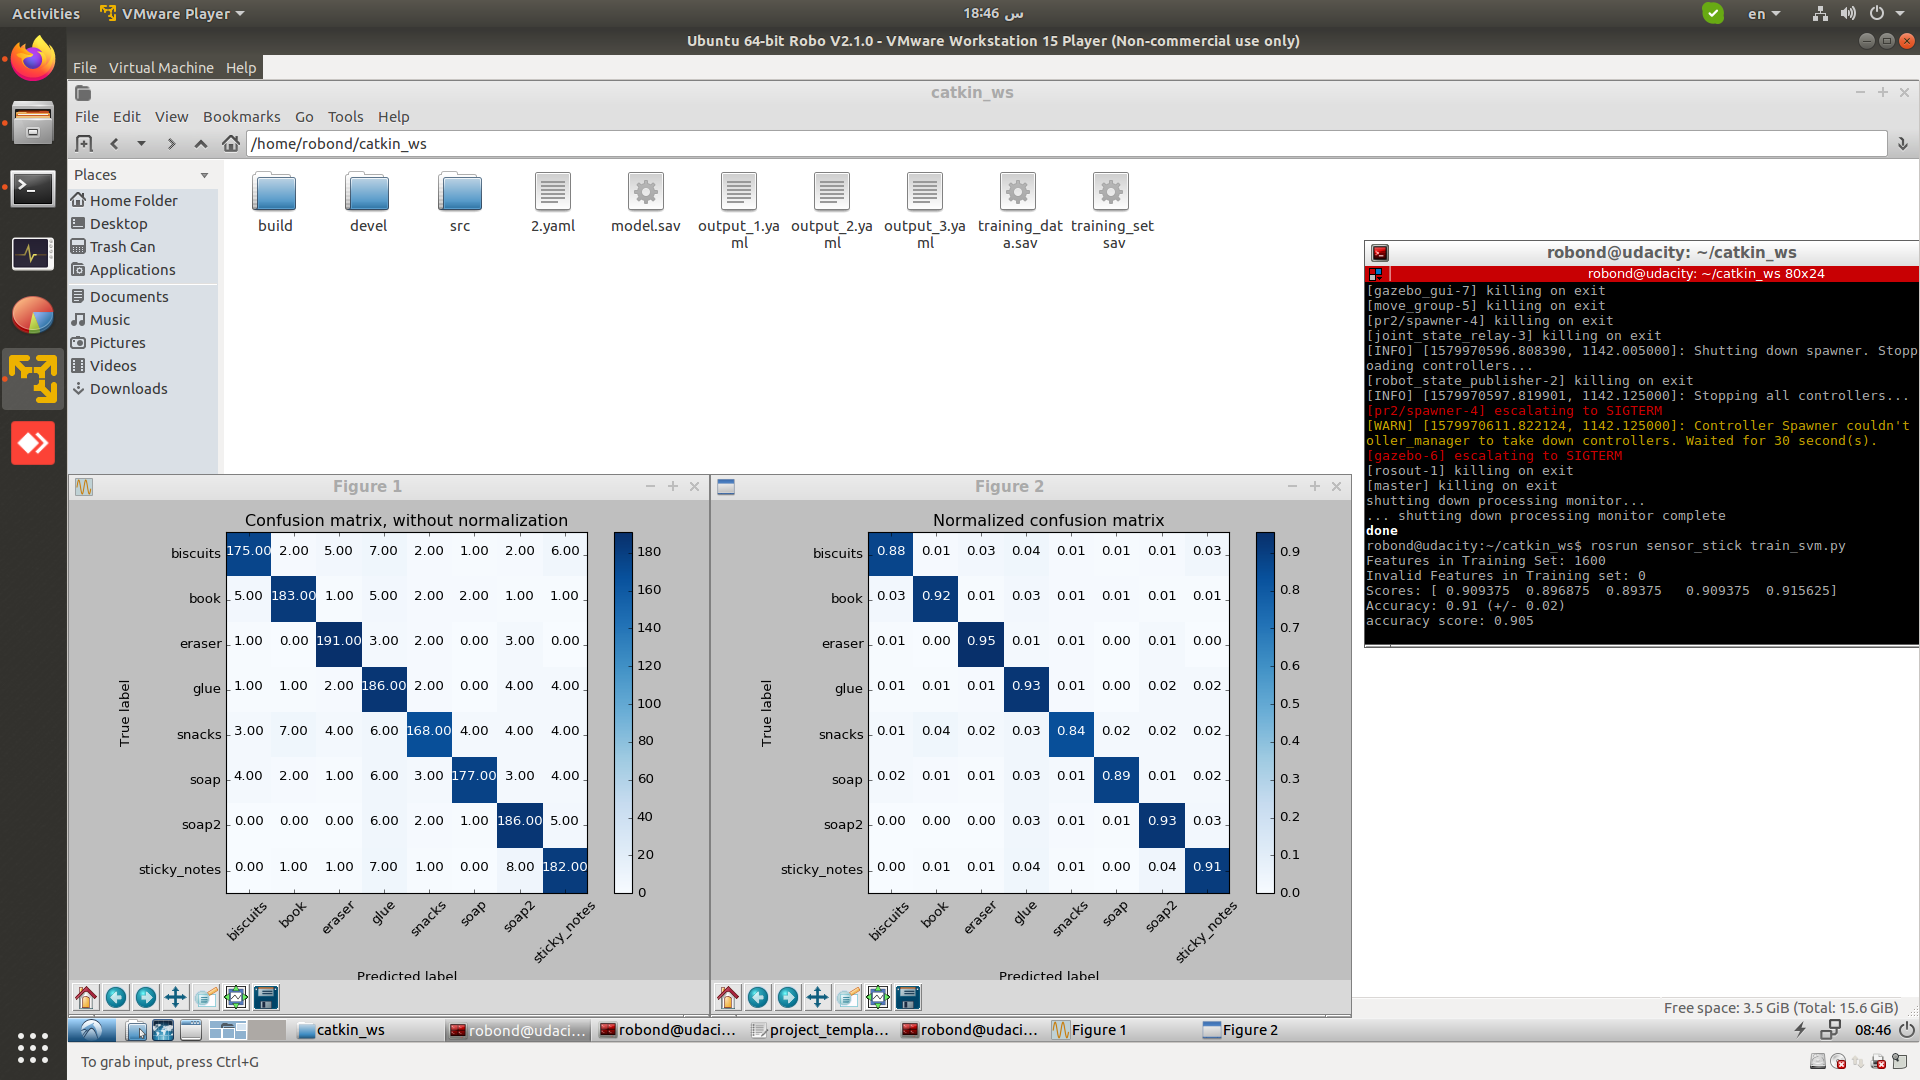 Activities
VMware Player
18:46 س
en
Ubuntu 64-bit Robo V2.1.0 - VMware Workstation 15 Player (Non-commercial use only)
File Virtual Machine Help
catkin_ws
File Edit View Bookmarks Go Tools Help
/home/robond/catkin_ws
Places
Home Folder
Desktop
Trash Can
Applications
Documents
Music
Pictures
Videos
Downloads
build
devel
src
2.yaml
model.sav
output_1.ya
ml
output_2.ya
ml
output_3.ya
ml
training_dat
a.sav
training_set
sav
robond@udacity: ~/catkin_ws
robond@udacity: ~/catkin_ws 80x24
[gazebo_gui-7] killing on exit
[move_group-5] killing on exit
[pr2/spawner-4] killing on exit
[joint_state_relay-3] killing on exit
[INFO] [1579970596.808390, 1142.005000]: Shutting down spawner. Stopp
oading controllers...
[robot_state_publisher-2] killing on exit
[INFO] [1579970597.819901, 1142.125000]: Stopping all controllers...
[pr2/spawner-4] escalating to SIGTERM
[WARN] [1579970611.822124, 1142.125000]: Controller Spawner couldn't
oller_manager to take down controllers. Waited for 30 second(s).
[gazebo-6] escalating to SIGTERM
[rosout-1] killing on exit
[master] killing on exit
shutting down processing monitor...
... shutting down processing monitor complete
done
robond@udacity:~/catkin_ws$ rosrun sensor_stick train_svm.py
Features in Training Set: 1600
Invalid Features in Training set: 0
Scores: [ 0.909375  0.896875  0.89375   0.909375  0.915625]
Accuracy: 0.91 (+/- 0.02)
accuracy score: 0.905
Figure 1
Confusion matrix, without normalization
True label
biscuits 175.00 2.00 5.00 7.00 2.00 1.00 2.00 6.00
book 5.00 183.00 1.00 5.00 2.00 2.00 1.00 1.00
eraser 1.00 0.00 191.00 3.00 2.00 0.00 3.00 0.00
glue 1.00 1.00 2.00 186.00 2.00 0.00 4.00 4.00
snacks 3.00 7.00 4.00 6.00 168.00 4.00 4.00 4.00
soap 4.00 2.00 1.00 6.00 3.00 177.00 3.00 4.00
soap2 0.00 0.00 0.00 6.00 2.00 1.00 186.00 5.00
sticky_notes 0.00 1.00 1.00 7.00 1.00 0.00 8.00 182.00
biscuits book eraser glue snacks soap soap2 sticky_notes
Predicted label
180
160
140
120
100
80
60
40
20
0
Figure 2
Normalized confusion matrix
True label
biscuits 0.88 0.01 0.03 0.04 0.01 0.01 0.01 0.03
book 0.03 0.92 0.01 0.03 0.01 0.01 0.01 0.01
eraser 0.01 0.00 0.95 0.01 0.01 0.00 0.01 0.00
glue 0.01 0.01 0.01 0.93 0.01 0.00 0.02 0.02
snacks 0.01 0.04 0.02 0.03 0.84 0.02 0.02 0.02
soap 0.02 0.01 0.01 0.03 0.01 0.89 0.01 0.02
soap2 0.00 0.00 0.00 0.03 0.01 0.01 0.93 0.03
sticky_notes 0.00 0.01 0.01 0.04 0.01 0.00 0.04 0.91
biscuits book eraser glue snacks soap soap2 sticky_notes
Predicted label
0.9
0.8
0.7
0.6
0.5
0.4
0.3
0.2
0.1
0.0
Free space: 3.5 GiB (Total: 15.6 GiB)
catkin_ws
robond@udaci...
robond@udaci...
project_templa...
robond@udaci...
Figure 1
Figure 2
08:46
To grab input, press Ctrl+G